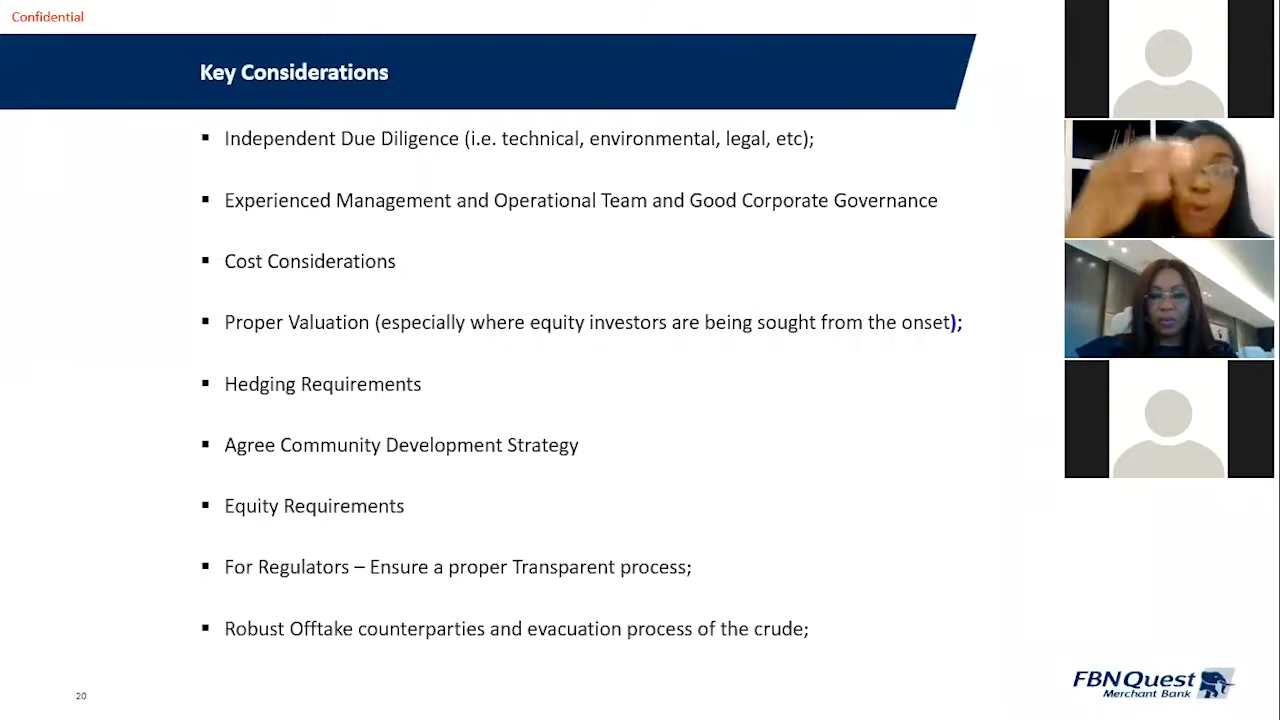 Confidential
Key Considerations
▪ Independent Due Diligence (i.e. technical, environmental, legal, etc);
▪ Experienced Management and Operational Team and Good Corporate Governance
▪ Cost Considerations
▪ Proper Valuation (especially where equity investors are being sought from the onset);
▪ Hedging Requirements
▪ Agree Community Development Strategy
▪ Equity Requirements
▪ For Regulators – Ensure a proper Transparent process;
▪ Robust Offtake counterparties and evacuation process of the crude;
20
FBNQuest
Merchant Bank